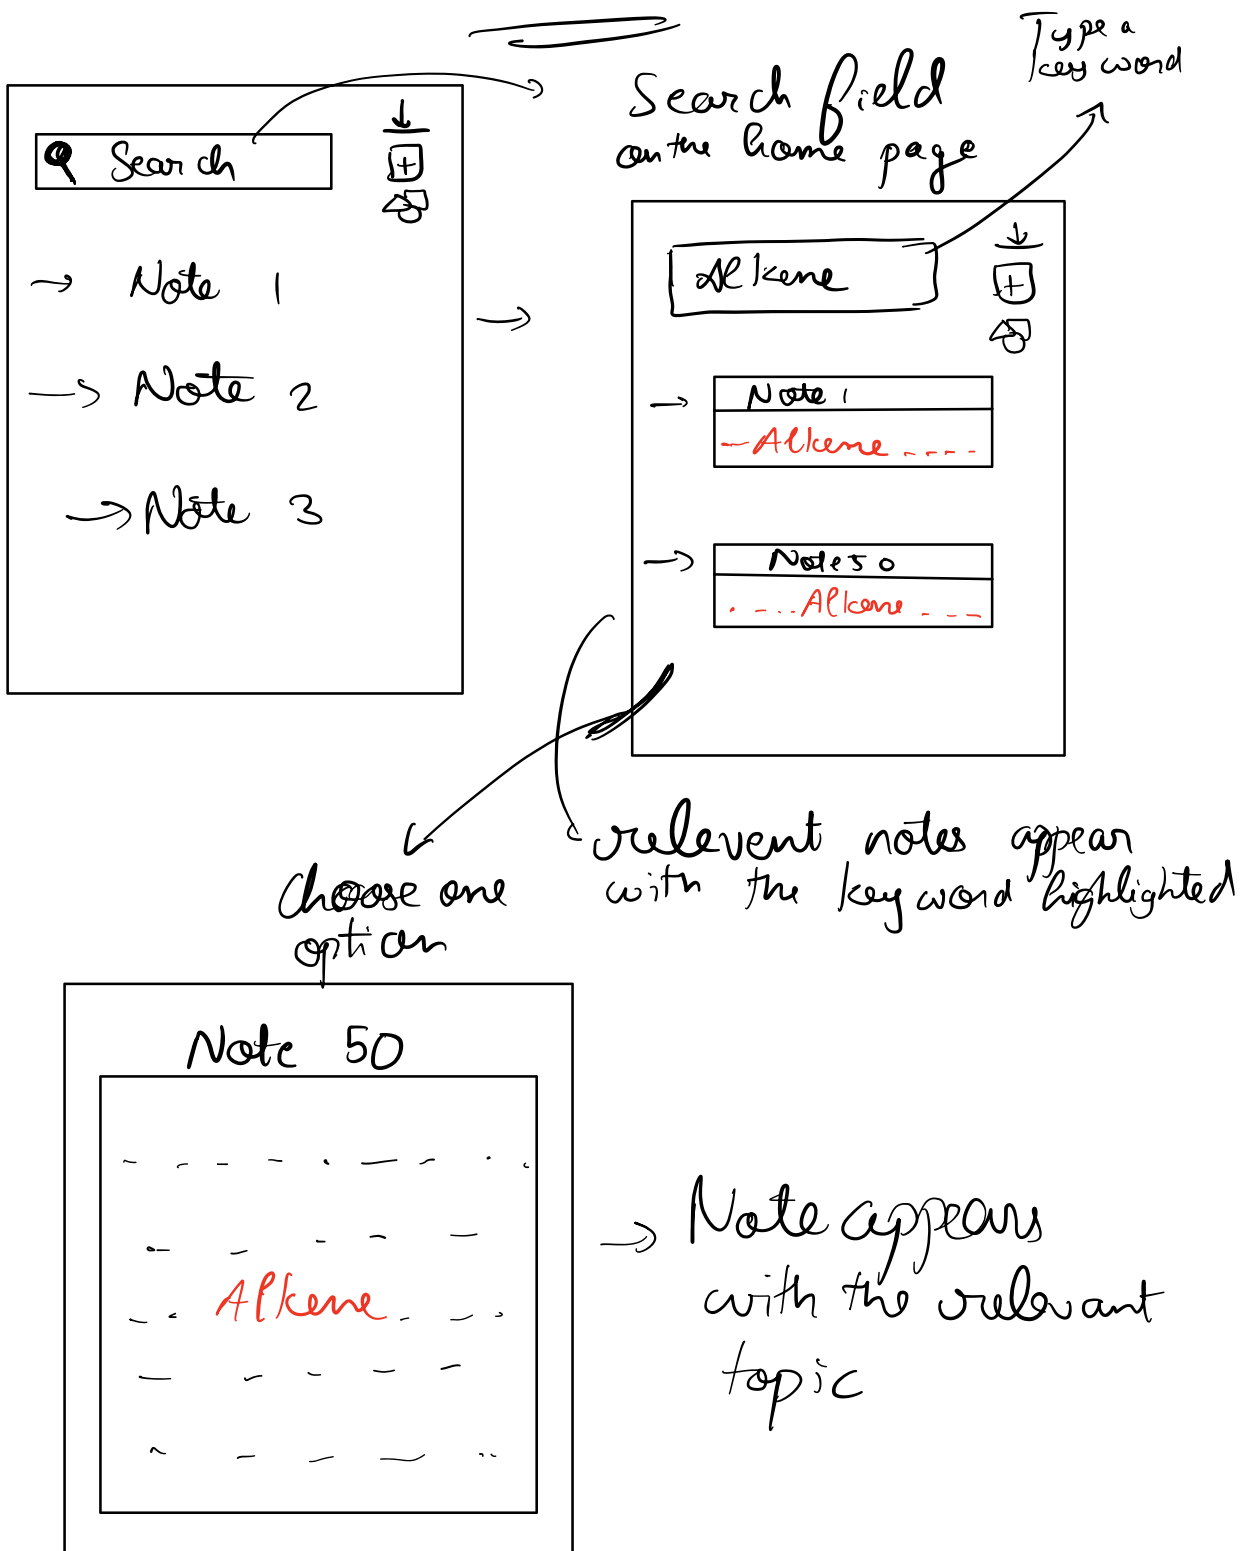 Type a
key word
Search field
on the home page
Search
Note 1
Note 2
Note 3
Alkene
Note 1
Alkene
Note 50
Alkene
relevent notes appear
with the key word highlighted
Choose one
option
Note 50
Alkene
Note appears
with the relevant
topic